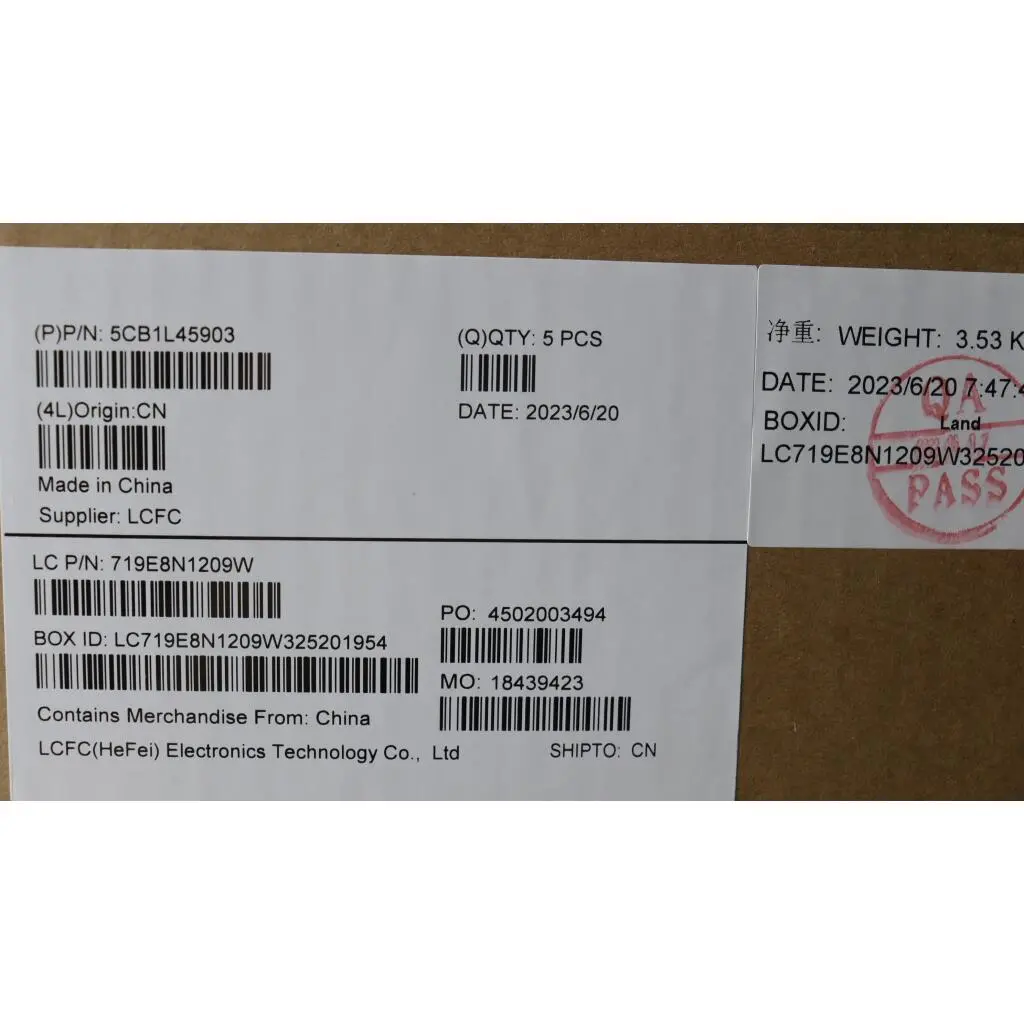 (P)P/N: 5CB1L45903
(Q)QTY: 5 PCS
(4L)Origin:CN
DATE: 2023/6/20
Made in China
Supplier: LCFC
LC P/N: 719E8N1209W
PO: 4502003494
BOX ID: LC719E8N1209W325201954
MO: 18439423
Contains Merchandise From: China
LCFC(HeFei) Electronics Technology Co., Ltd
SHIPTO: CN
净重: WEIGHT: 3.53 K
DATE: 2023/6/20 7:47:4
BOXID:
Land
LC719E8N1209W32520
QA
PASS